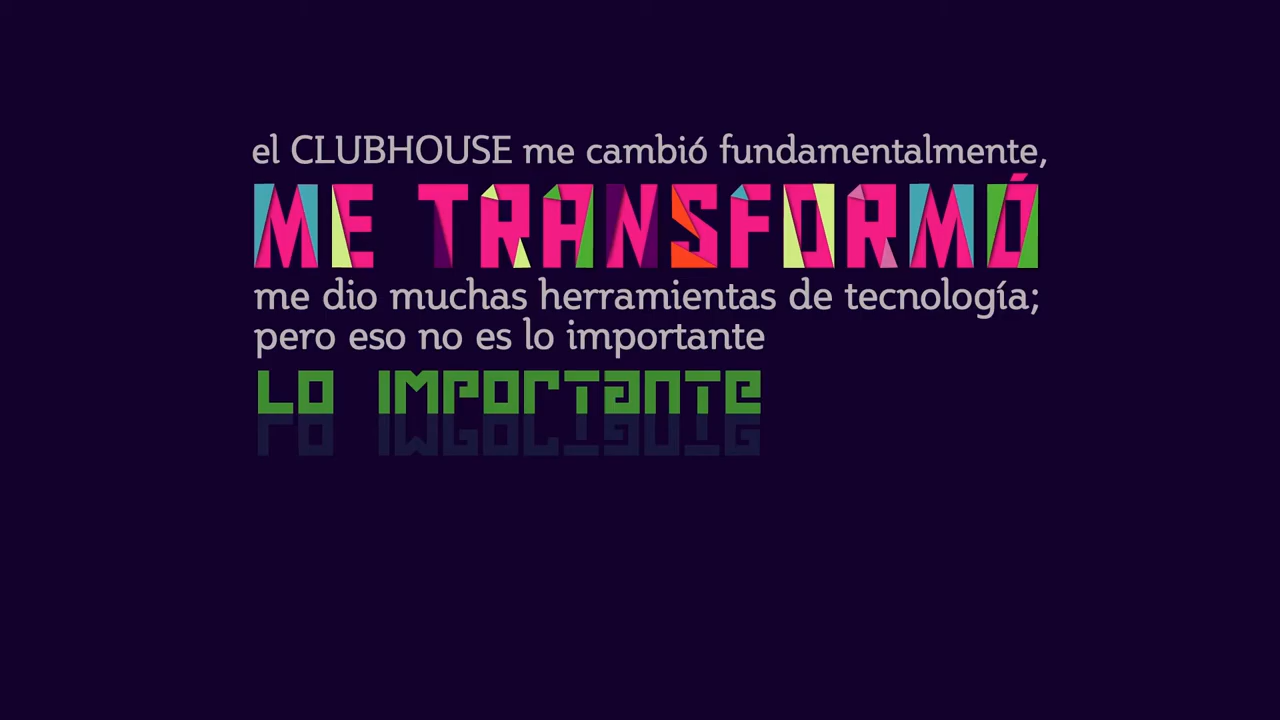 el CLUBHOUSE me cambió fundamentalmente,
ME TRANSFORMÓ
me dio muchas herramientas de tecnología;
pero eso no es lo importante
LO IMPORTANTE